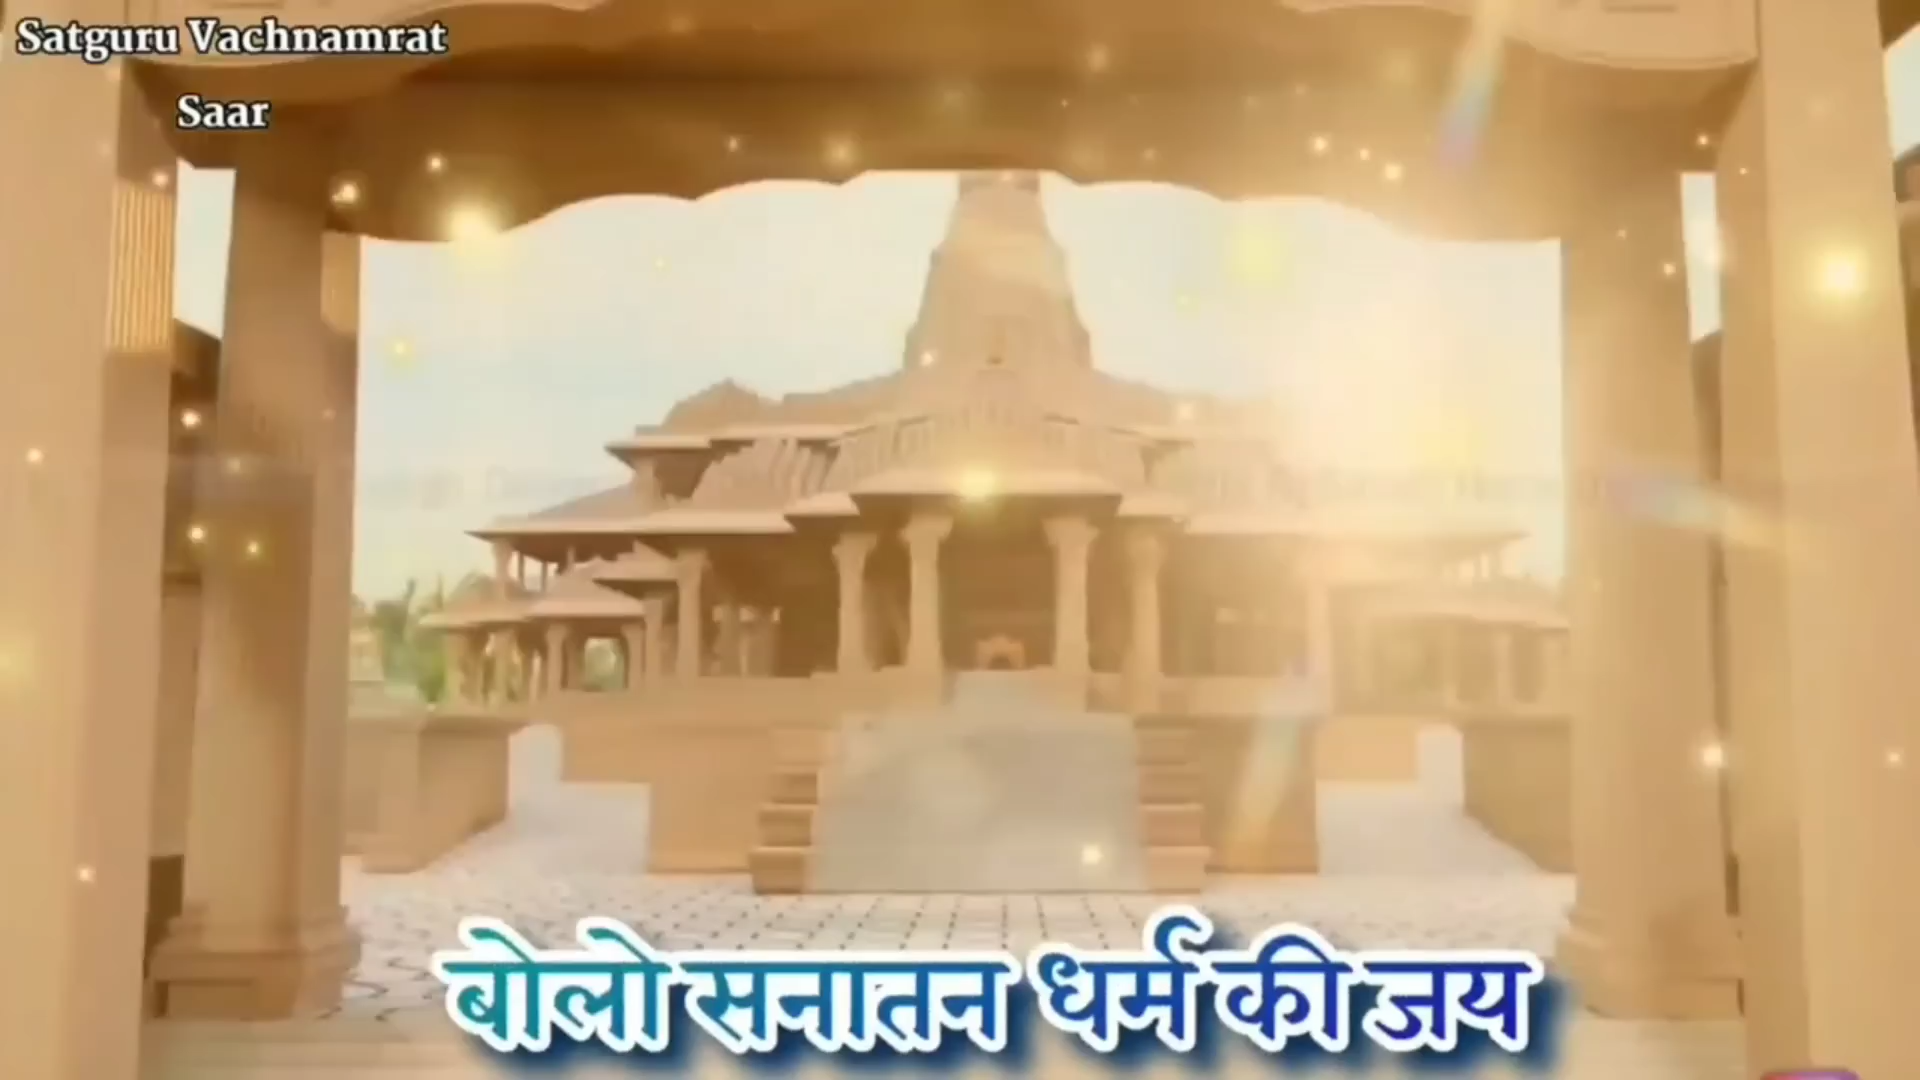 Satguru Vachnamrat
Saar
बोलो सनातन धर्म की जय